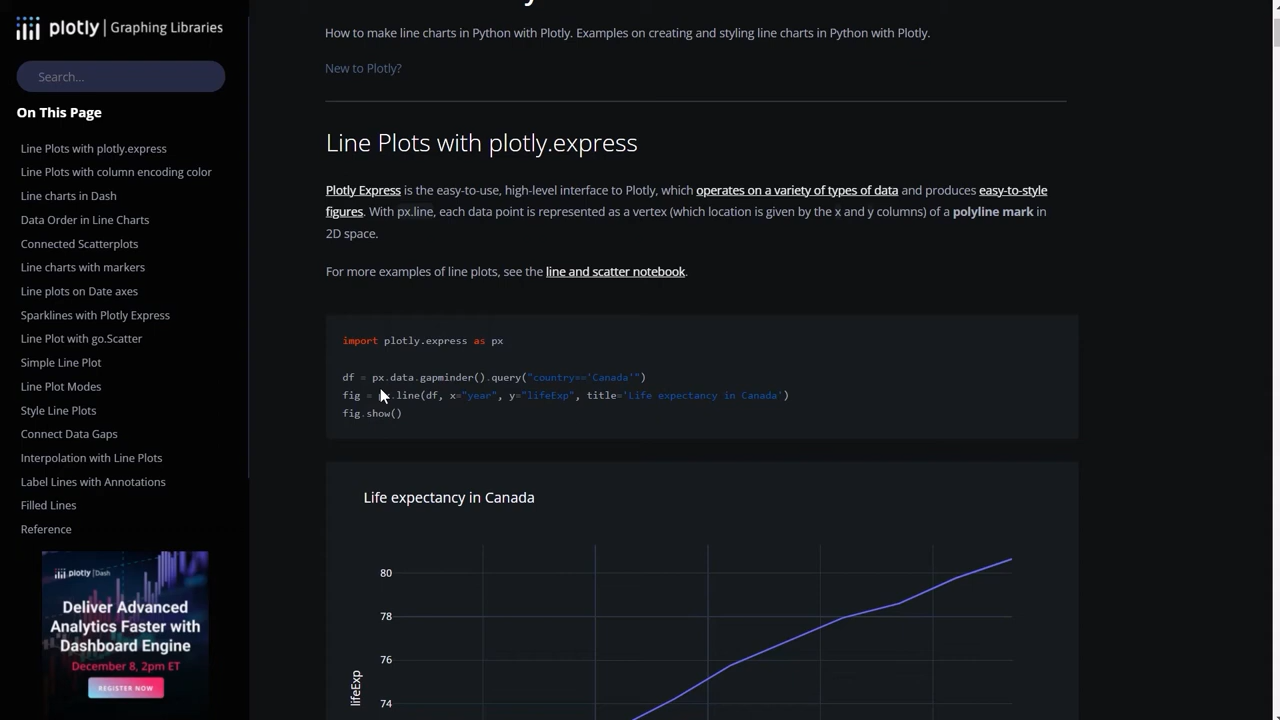 plotly | Graphing Libraries
Search...
On This Page
Line Plots with plotly.express
Line Plots with column encoding color
Line charts in Dash
Data Order in Line Charts
Connected Scatterplots
Line charts with markers
Line plots on Date axes
Sparklines with Plotly Express
Line Plot with go.Scatter
Simple Line Plot
Line Plot Modes
Style Line Plots
Connect Data Gaps
Interpolation with Line Plots
Label Lines with Annotations
Filled Lines
Reference
plotly | Dash
Deliver Advanced
Analytics Faster with
Dashboard Engine
December 8, 2pm ET
REGISTER NOW
How to make line charts in Python with Plotly. Examples on creating and styling line charts in Python with Plotly.
New to Plotly?
Line Plots with plotly.express
Plotly Express is the easy-to-use, high-level interface to Plotly, which operates on a variety of types of data and produces easy-to-style
figures. With px.line, each data point is represented as a vertex (which location is given by the x and y columns) of a polyline mark in
2D space.
For more examples of line plots, see the line and scatter notebook.
import plotly.express as px
df = px.data.gapminder().query("country=='Canada'")
fig = px.line(df, x="year", y="lifeExp", title='Life expectancy in Canada')
fig.show()
Life expectancy in Canada
80
78
76
74
lifeExp